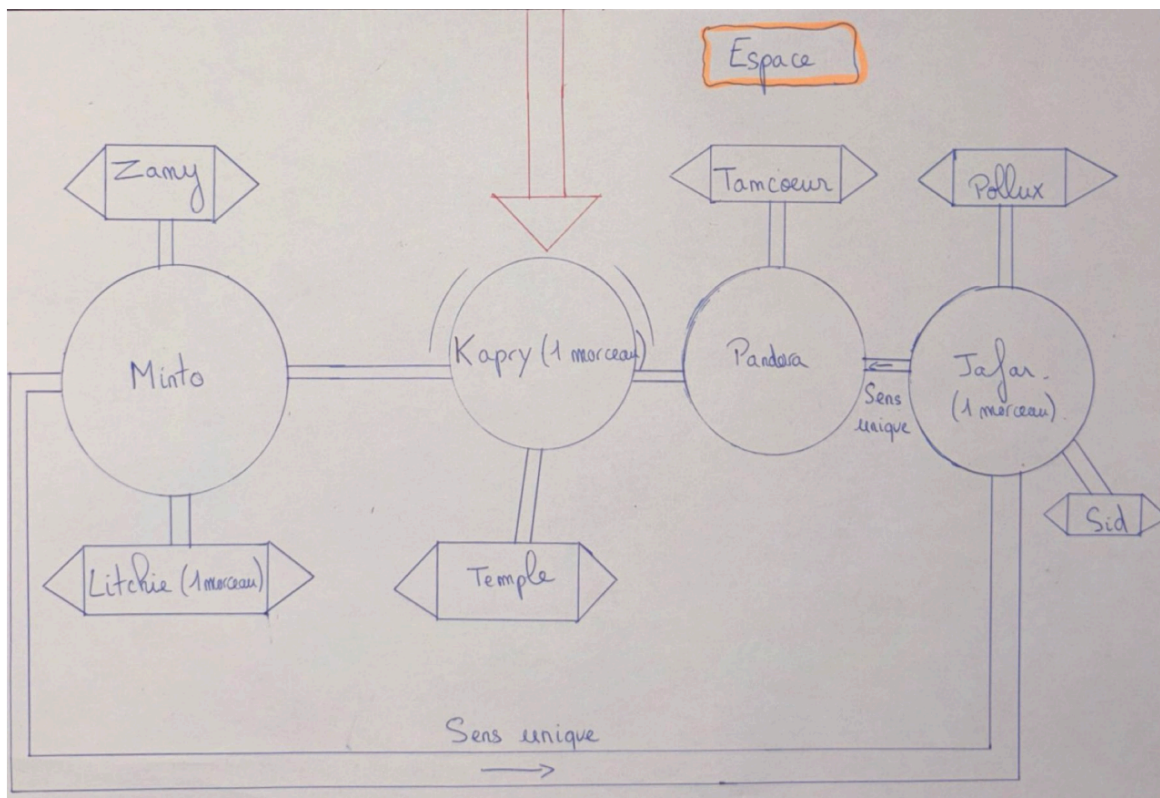 Espace
Zamy
Tamcoeur
Pollux
Minto
Kapry (1 morceau)
Pandora
Jafar
(1 morceau)
Sens
unique
Sid
Litchie (1 morceau)
Temple
Sens unique